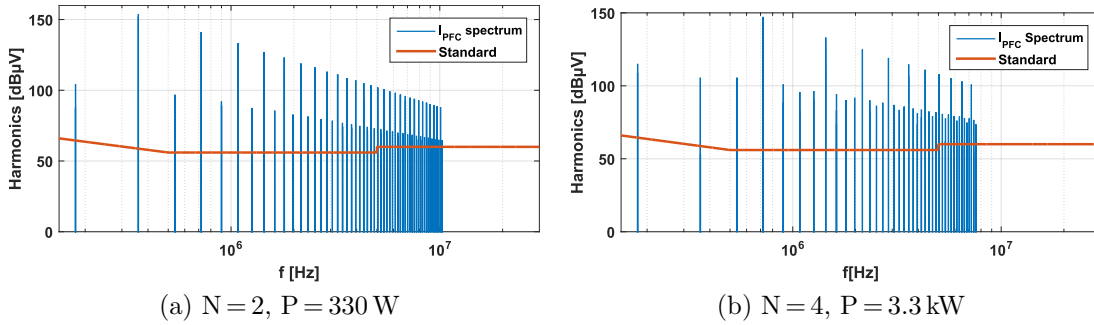 150
100
50
0
Harmonics [dBµV]
I_PFC spectrum
Standard
10^6
10^7
f [Hz]
(a) N = 2, P = 330 W
150
100
50
0
Harmonics [dBµV]
I_PFC Spectrum
Standard
10^6
10^7
f[Hz]
(b) N = 4, P = 3.3 kW